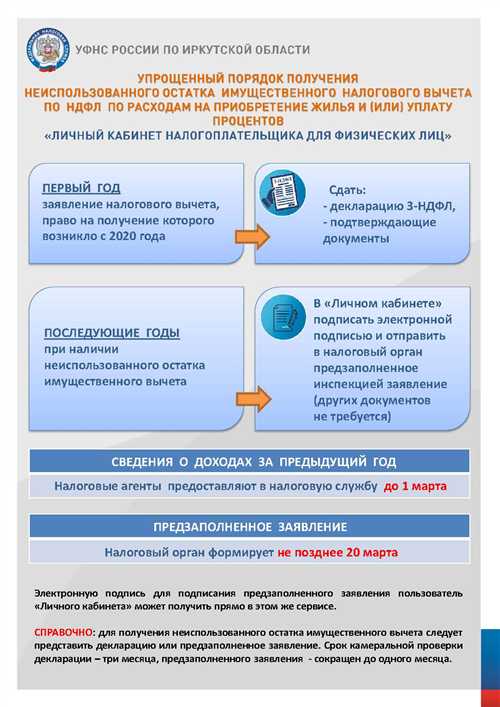 УФНС РОССИИ ПО ИРКУТСКОЙ ОБЛАСТИ
УПРОЩЕННЫЙ ПОРЯДОК ПОЛУЧЕНИЯ
НЕИСПОЛЬЗОВАННОГО ОСТАТКА ИМУЩЕСТВЕННОГО НАЛОГОВОГО ВЫЧЕТА
ПО НДФЛ ПО РАСХОДАМ НА ПРИОБРЕТЕНИЕ ЖИЛЬЯ И (ИЛИ) УПЛАТУ
ПРОЦЕНТОВ
«ЛИЧНЫЙ КАБИНЕТ НАЛОГОПЛАТЕЛЬЩИКА ДЛЯ ФИЗИЧЕСКИХ ЛИЦ»
ПЕРВЫЙ ГОД
заявление налогового вычета,
право на получение которого
возникло с 2020 года
3-НДФЛ
Сдать:
- декларацию 3-НДФЛ,
- подтверждающие
документы
ПОСЛЕДУЮЩИЕ ГОДЫ
при наличии
неиспользованного остатка
имущественного вычета
В «Личном кабинете»
подписать электронной
подписью и отправить
в налоговый орган
предзаполненное
инспекцией заявление
(других документов
не требуется)
СВЕДЕНИЯ О ДОХОДАХ ЗА ПРЕДЫДУЩИЙ ГОД
Налоговые агенты предоставляют в налоговую службу до 1 марта
ПРЕДЗАПОЛНЕННОЕ ЗАЯВЛЕНИЕ
Налоговый орган формирует не позднее 20 марта
Электронную подпись для подписания предзаполненного заявления пользователь
«Личного кабинета» может получить прямо в этом же сервисе.
СПРАВОЧНО: для получения неиспользованного остатка имущественного вычета следует
представить декларацию или предзаполненное заявление. Срок камеральной проверки
декларации – три месяца, предзаполненного заявления - сокращен до одного месяца.